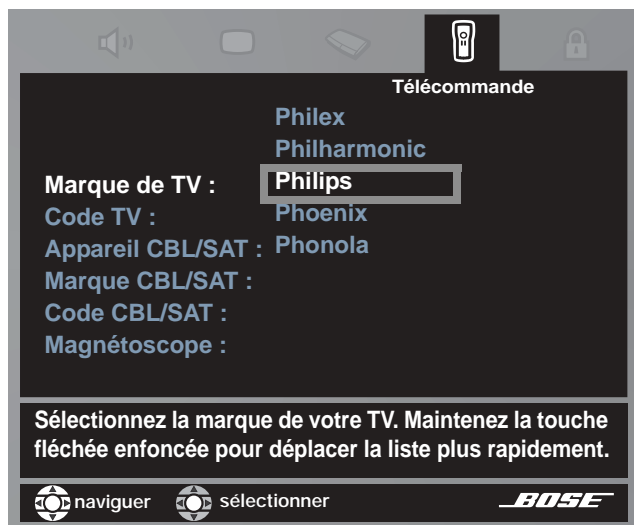 Télécommande
Philex
Philharmonic
Marque de TV : Philips
Code TV : Phoenix
Appareil CBL/SAT : Phonola
Marque CBL/SAT :
Code CBL/SAT :
Magnétoscope :
Sélectionnez la marque de votre TV. Maintenez la touche
fléchée enfoncée pour déplacer la liste plus rapidement.
naviguer sélectionner BOSE